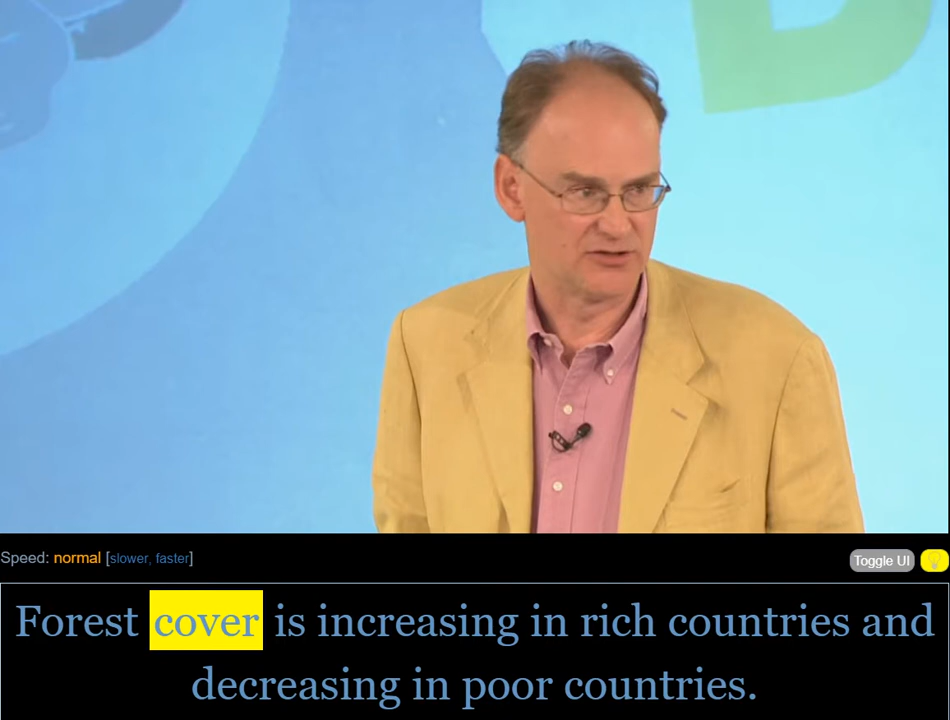 D
Speed: normal [slower, faster]
Toggle UI
Forest cover is increasing in rich countries and
decreasing in poor countries.